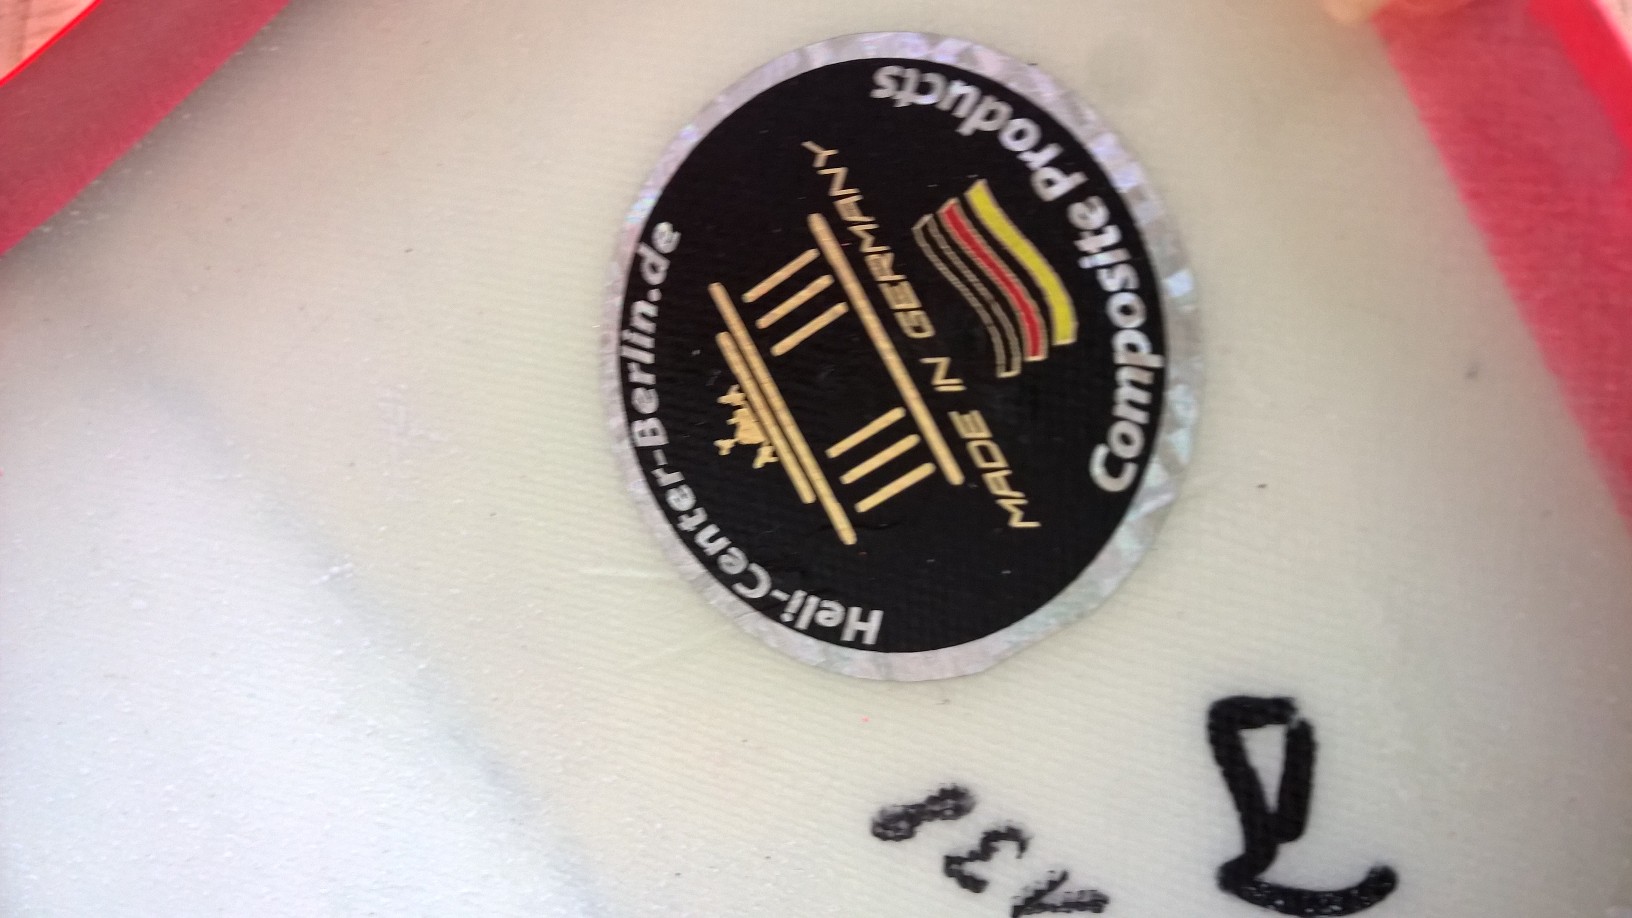 Composite Products
MADE IN GERMANY
Heli-Center-Berlin.de